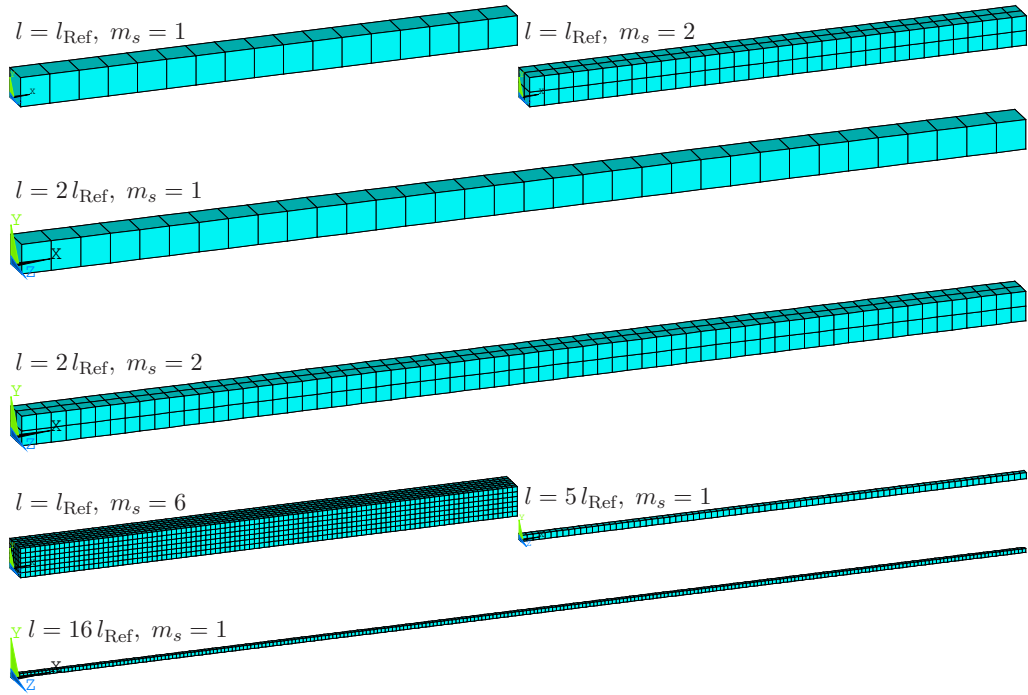 l = l_Ref, m_s = 1
x
l = l_Ref, m_s = 2
x
l = 2 l_Ref, m_s = 1
Y
X
Z
l = 2 l_Ref, m_s = 2
Y
X
Z
l = l_Ref, m_s = 6
l = 5 l_Ref, m_s = 1
Y
l = 16 l_Ref, m_s = 1
Y
X
Z